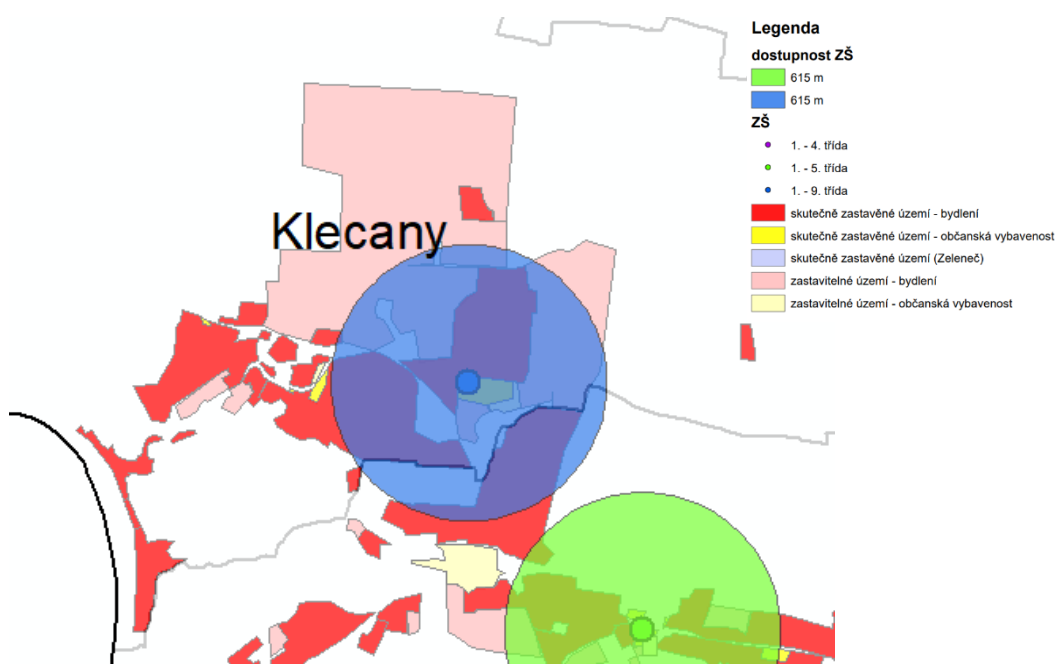 Klecany
Legenda
dostupnost ZŠ
615 m
615 m
ZŠ
1. - 4. třída
1. - 5. třída
1. - 9. třída
skutečně zastavěné území - bydlení
skutečně zastavěné území - občanská vybavenost
skutečně zastavěné území (Zeleneč)
zastavitelné území - bydlení
zastavitelné území - občanská vybavenost